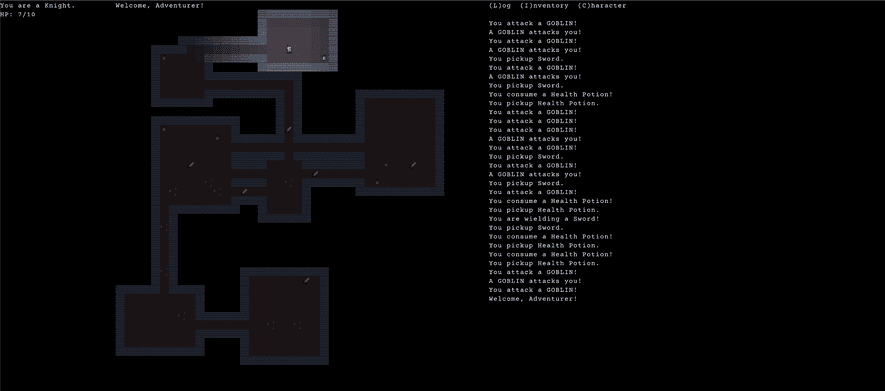 You are a Knight. Welcome, Adventurer!
HP: 7/10
(L)og (I)nventory (C)haracter
You attack a GOBLIN!
A GOBLIN attacks you!
You attack a GOBLIN!
A GOBLIN attacks you!
You pickup Sword.
You attack a GOBLIN!
A GOBLIN attacks you!
You pickup Sword.
You consume a Health Potion!
You pickup Health Potion.
You attack a GOBLIN!
You attack a GOBLIN!
You attack a GOBLIN!
A GOBLIN attacks you!
You attack a GOBLIN!
You pickup Sword.
You attack a GOBLIN!
A GOBLIN attacks you!
You pickup Sword.
You attack a GOBLIN!
You consume a Health Potion!
You pickup Health Potion.
You are wielding a Sword!
You pickup Sword.
You consume a Health Potion!
You pickup Health Potion.
You consume a Health Potion!
You pickup Health Potion.
You attack a GOBLIN!
A GOBLIN attacks you!
You attack a GOBLIN!
Welcome, Adventurer!